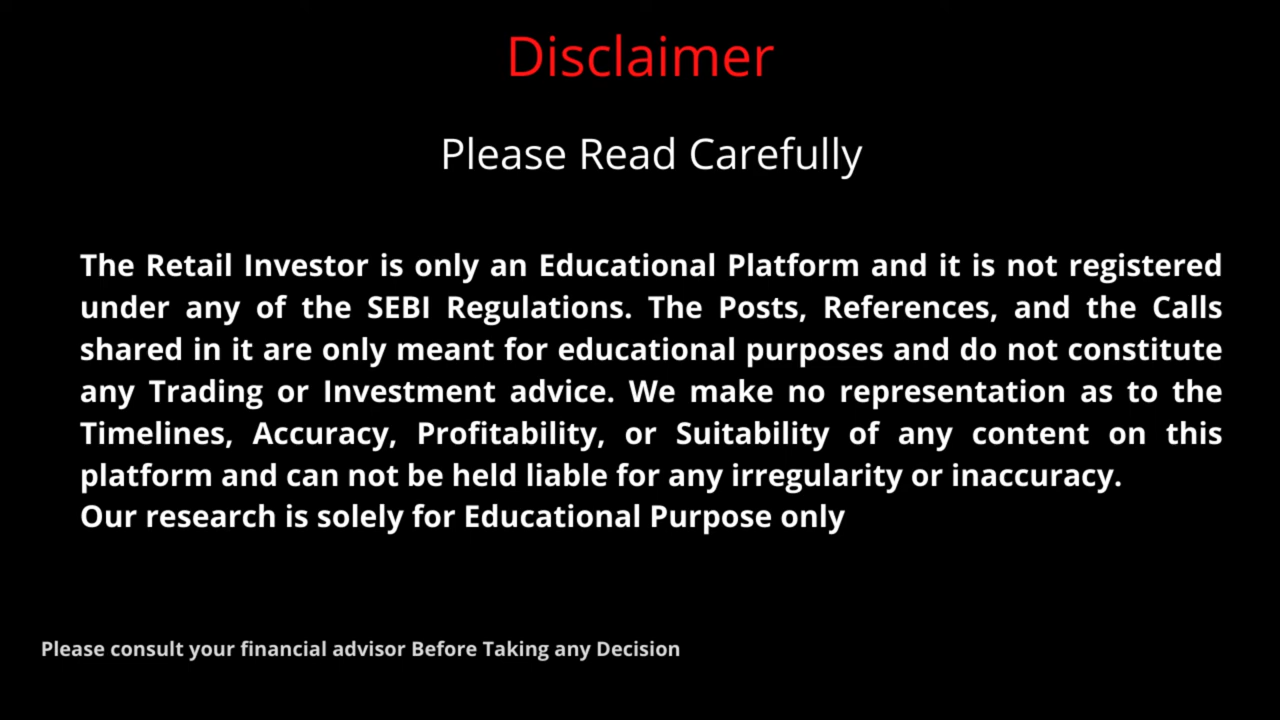 Disclaimer
Please Read Carefully
The Retail Investor is only an Educational Platform and it is not registered
under any of the SEBI Regulations. The Posts, References, and the Calls
shared in it are only meant for educational purposes and do not constitute
any Trading or Investment advice. We make no representation as to the
Timelines, Accuracy, Profitability, or Suitability of any content on this
platform and can not be held liable for any irregularity or inaccuracy.
Our research is solely for Educational Purpose only
Please consult your financial advisor Before Taking any Decision